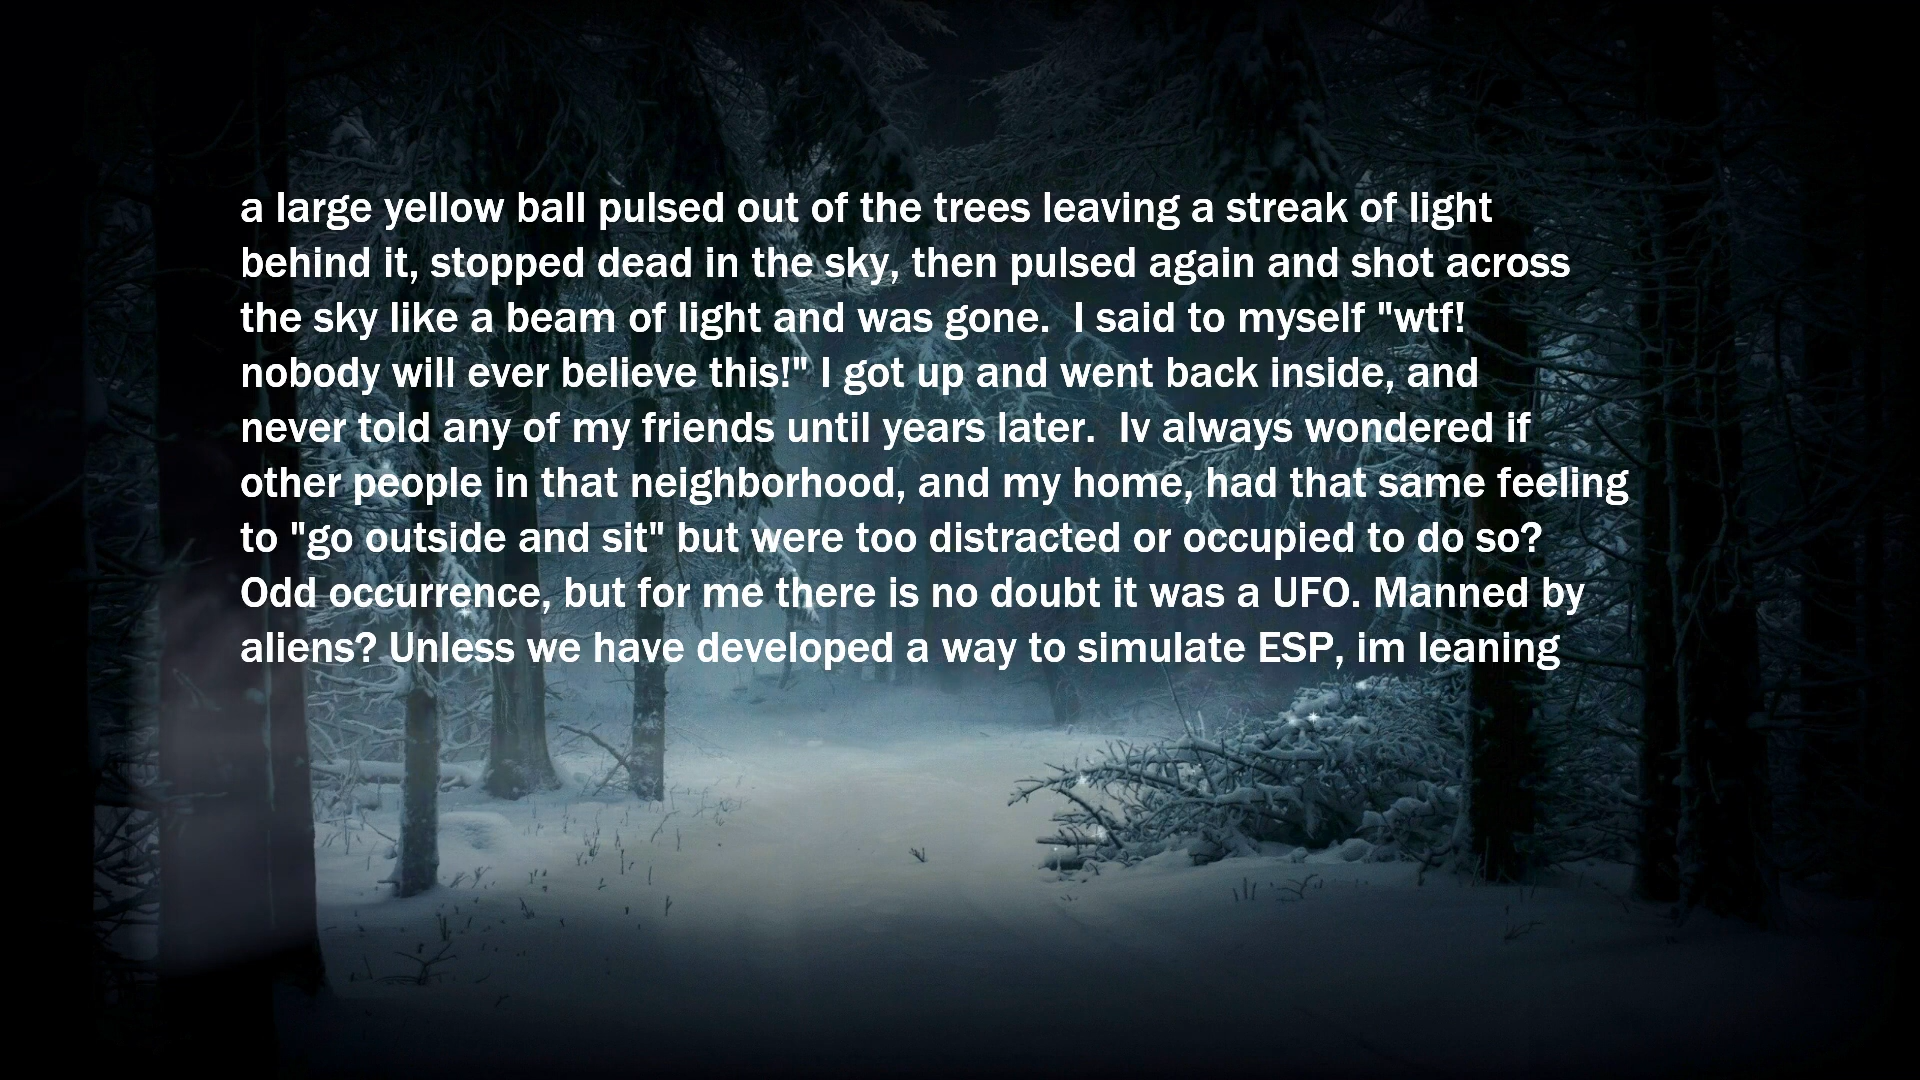 a large yellow ball pulsed out of the trees leaving a streak of light
behind it, stopped dead in the sky, then pulsed again and shot across
the sky like a beam of light and was gone.  I said to myself "wtf!
nobody will ever believe this!" I got up and went back inside, and
never told any of my friends until years later.  Iv always wondered if
other people in that neighborhood, and my home, had that same feeling
to "go outside and sit" but were too distracted or occupied to do so?
Odd occurrence, but for me there is no doubt it was a UFO. Manned by
aliens? Unless we have developed a way to simulate ESP, im leaning